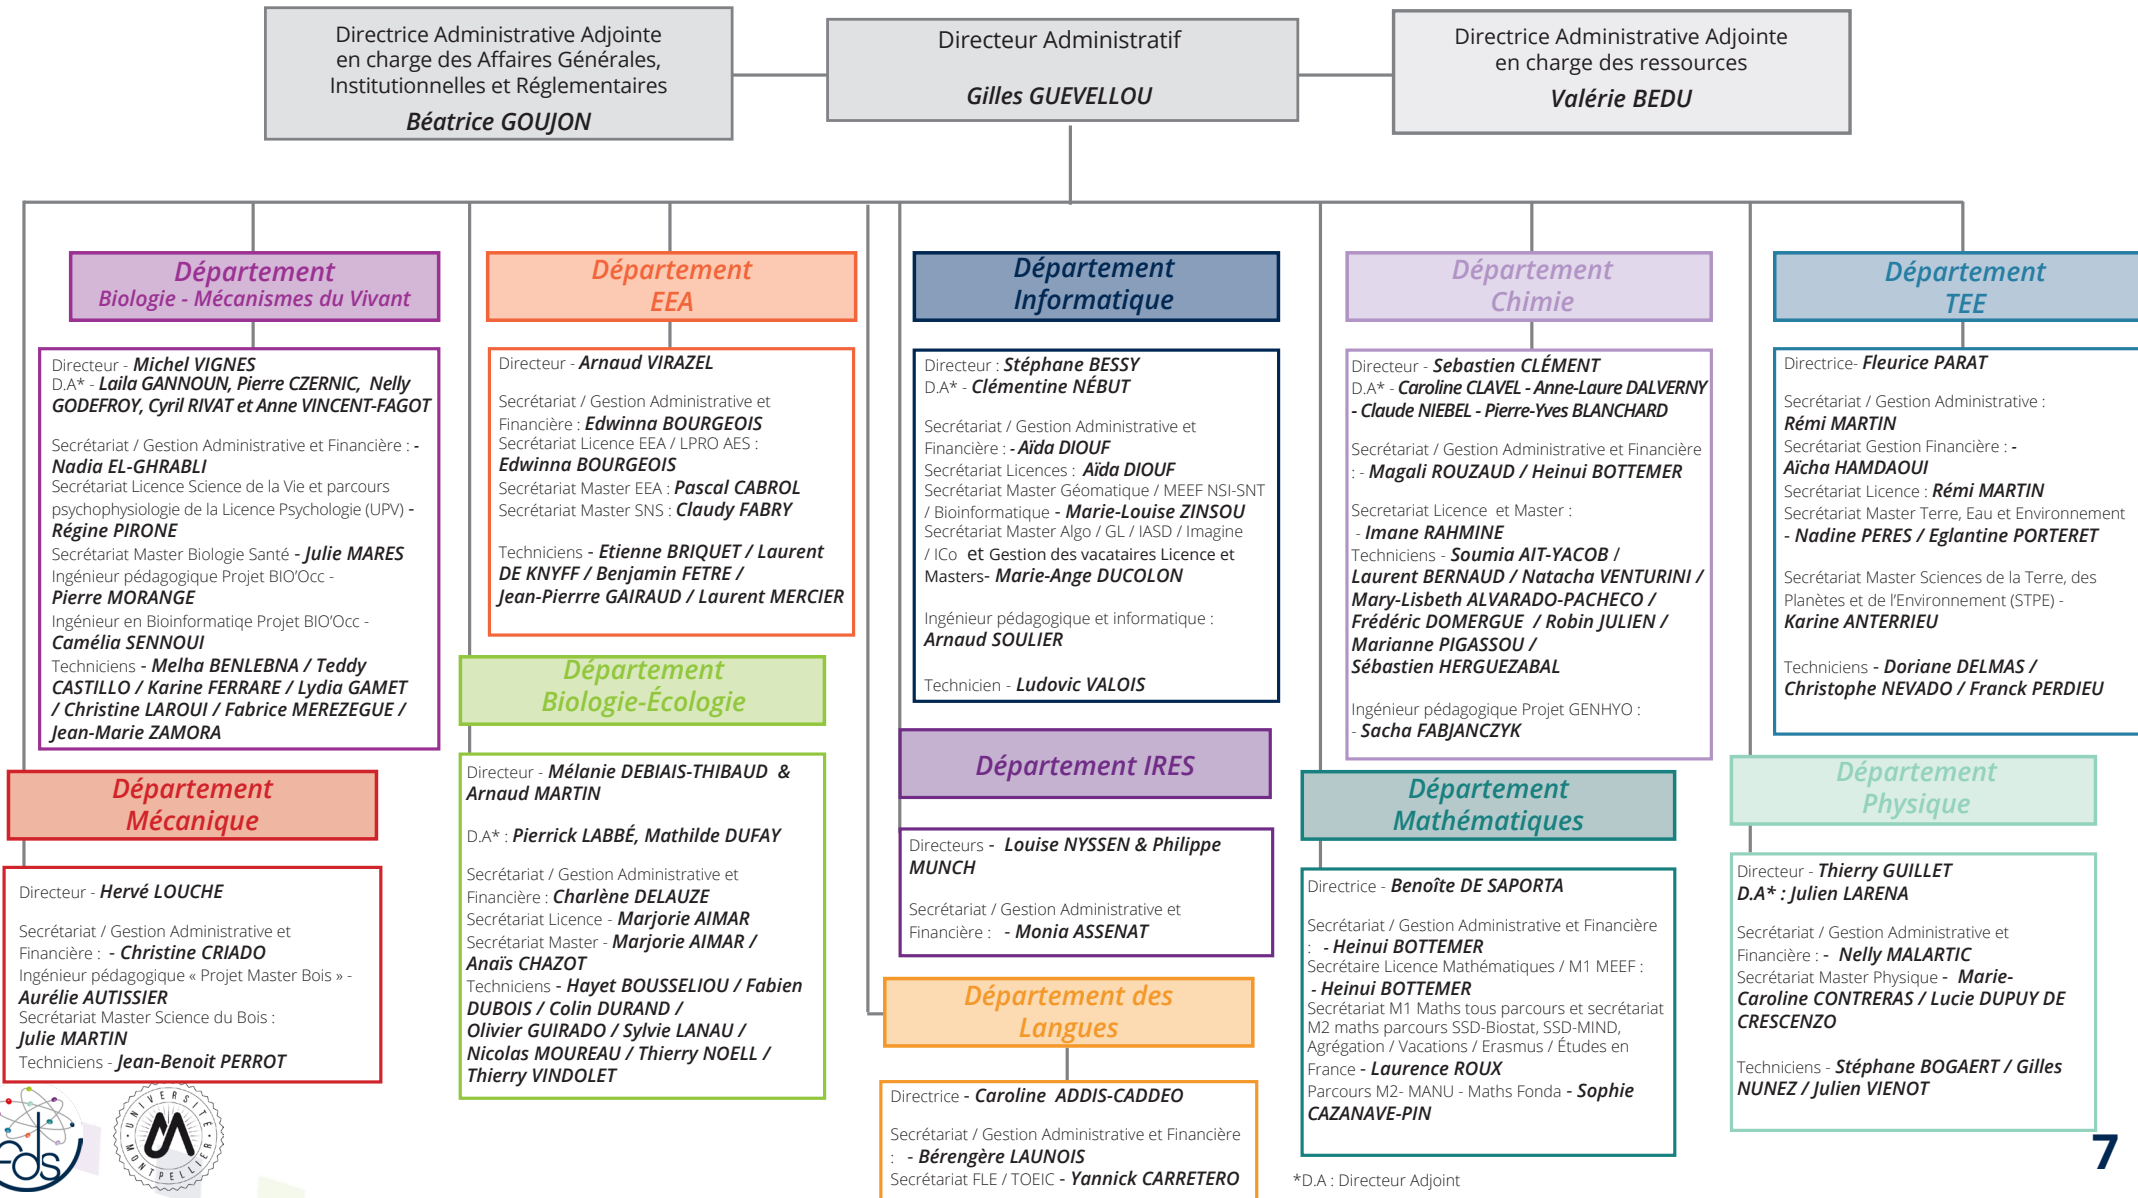 Directrice Administrative Adjointe
en charge des Affaires Générales,
Institutionnelles et Réglementaires
Béatrice GOUJON
Directeur Administratif
Gilles GUEVELLOU
Directrice Administrative Adjointe
en charge des ressources
Valérie BEDU
Département
Biologie - Mécanismes du Vivant
Directeur - Michel VIGNES
D.A* - Laila GANNOUN, Pierre CZERNIC, Nelly
GODEFROY, Cyril RIVAT et Anne VINCENT-FAGOT
Secrétariat / Gestion Administrative et Financière : -
Nadia EL-GHRABLI
Secrétariat Licence Science de la Vie et parcours
psychophysiologie de la Licence Psychologie (UPV) -
Régine PIRONE
Secrétariat Master Biologie Santé - Julie MARES
Ingénieur pédagogique Projet BIO'Occ -
Pierre MORANGE
Ingénieur en Bioinformatiqe Projet BIO'Occ -
Camélia SENNOUI
Techniciens - Melha BENLEBNA / Teddy
CASTILLO / Karine FERRARE / Lydia GAMET
/ Christine LAROUI / Fabrice MEREZEGUE /
Jean-Marie ZAMORA
Département
Mécanique
Directeur - Hervé LOUCHE
Secrétariat / Gestion Administrative et
Financière : - Christine CRIADO
Ingénieur pédagogique « Projet Master Bois » -
Aurélie AUTISSIER
Secrétariat Master Science du Bois :
Julie MARTIN
Techniciens - Jean-Benoit PERROT
Département
EEA
Directeur - Arnaud VIRAZEL
Secrétariat / Gestion Administrative et
Financière : Edwinna BOURGEOIS
Secrétariat Licence EEA / LPRO AES :
Edwinna BOURGEOIS
Secrétariat Master EEA : Pascal CABROL
Secrétariat Master SNS : Claudy FABRY
Techniciens - Etienne BRIQUET / Laurent
DE KNYFF / Benjamin FETRE /
Jean-Pierrre GAIRAUD / Laurent MERCIER
Département
Biologie-Écologie
Directeur - Mélanie DEBIAIS-THIBAUD &
Arnaud MARTIN
D.A* : Pierrick LABBÉ, Mathilde DUFAY
Secrétariat / Gestion Administrative et
Financière : Charlène DELAUZE
Secrétariat Licence - Marjorie AIMAR
Secrétariat Master - Marjorie AIMAR /
Anaïs CHAZOT
Techniciens - Hayet BOUSSELIOU / Fabien
DUBOIS / Colin DURAND /
Olivier GUIRADO / Sylvie LANAU /
Nicolas MOUREAU / Thierry NOELL /
Thierry VINDOLET
Département
Informatique
Directeur : Stéphane BESSY
D.A* - Clémentine NÉBUT
Secrétariat / Gestion Administrative et
Financière : - Aïda DIOUF
Secrétariat Licences : Aïda DIOUF
Secrétariat Master Géomatique / MEEF NSI-SNT
/ Bioinformatique - Marie-Louise ZINSOU
Secrétariat Master Algo / GL / IASD / Imagine
/ ICo et Gestion des vacataires Licence et
Masters- Marie-Ange DUCOLON
Ingénieur pédagogique et informatique :
Arnaud SOULIER
Technicien - Ludovic VALOIS
Département IRES
Directeurs - Louise NYSSEN & Philippe
MUNCH
Secrétariat / Gestion Administrative et
Financière : - Monia ASSENAT
Département des
Langues
Directrice - Caroline ADDIS-CADDEO
Secrétariat / Gestion Administrative et Financière
: - Bérengère LAUNOIS
Secrétariat FLE / TOEIC - Yannick CARRETERO
Département
Chimie
Directeur - Sebastien CLÉMENT
D.A* - Caroline CLAVEL - Anne-Laure DALVERNY
- Claude NIEBEL - Pierre-Yves BLANCHARD
Secrétariat / Gestion Administrative et Financière
: - Magali ROUZAUD / Heinui BOTTEMER
Secretariat Licence et Master :
- Imane RAHMINE
Techniciens - Soumia AIT-YACOB /
Laurent BERNAUD / Natacha VENTURINI /
Mary-Lisbeth ALVARADO-PACHECO /
Frédéric DOMERGUE / Robin JULIEN /
Marianne PIGASSOU /
Sébastien HERGUEZABAL
Ingénieur pédagogique Projet GENHYO :
- Sacha FABJANCZYK
Département
Mathématiques
Directrice - Benoîte DE SAPORTA
Secrétariat / Gestion Administrative et Financière
: - Heinui BOTTEMER
Secrétaire Licence Mathématiques / M1 MEEF :
- Heinui BOTTEMER
Secrétariat M1 Maths tous parcours et secrétariat
M2 maths parcours SSD-Biostat, SSD-MIND,
Agrégation / Vacations / Erasmus / Études en
France - Laurence ROUX
Parcours M2- MANU - Maths Fonda - Sophie
CAZANAVE-PIN
Département
TEE
Directrice- Fleurice PARAT
Secrétariat / Gestion Administrative :
Rémi MARTIN
Secrétariat Gestion Financière : -
Aïcha HAMDAOUI
Secrétariat Licence : Rémi MARTIN
Secrétariat Master Terre, Eau et Environnement
- Nadine PERES / Eglantine PORTERET
Secrétariat Master Sciences de la Terre, des
Planètes et de l'Environnement (STPE) -
Karine ANTERRIEU
Techniciens - Doriane DELMAS /
Christophe NEVADO / Franck PERDIEU
Département
Physique
Directeur - Thierry GUILLET
D.A* : Julien LARENA
Secrétariat / Gestion Administrative et
Financière : - Nelly MALARTIC
Secrétariat Master Physique - Marie-
Caroline CONTRERAS / Lucie DUPUY DE
CRESCENZO
Techniciens - Stéphane BOGAERT / Gilles
NUNEZ / Julien VIENOT
fds
UNIVERSITÉ
MONTPELLIER
*D.A : Directeur Adjoint
7